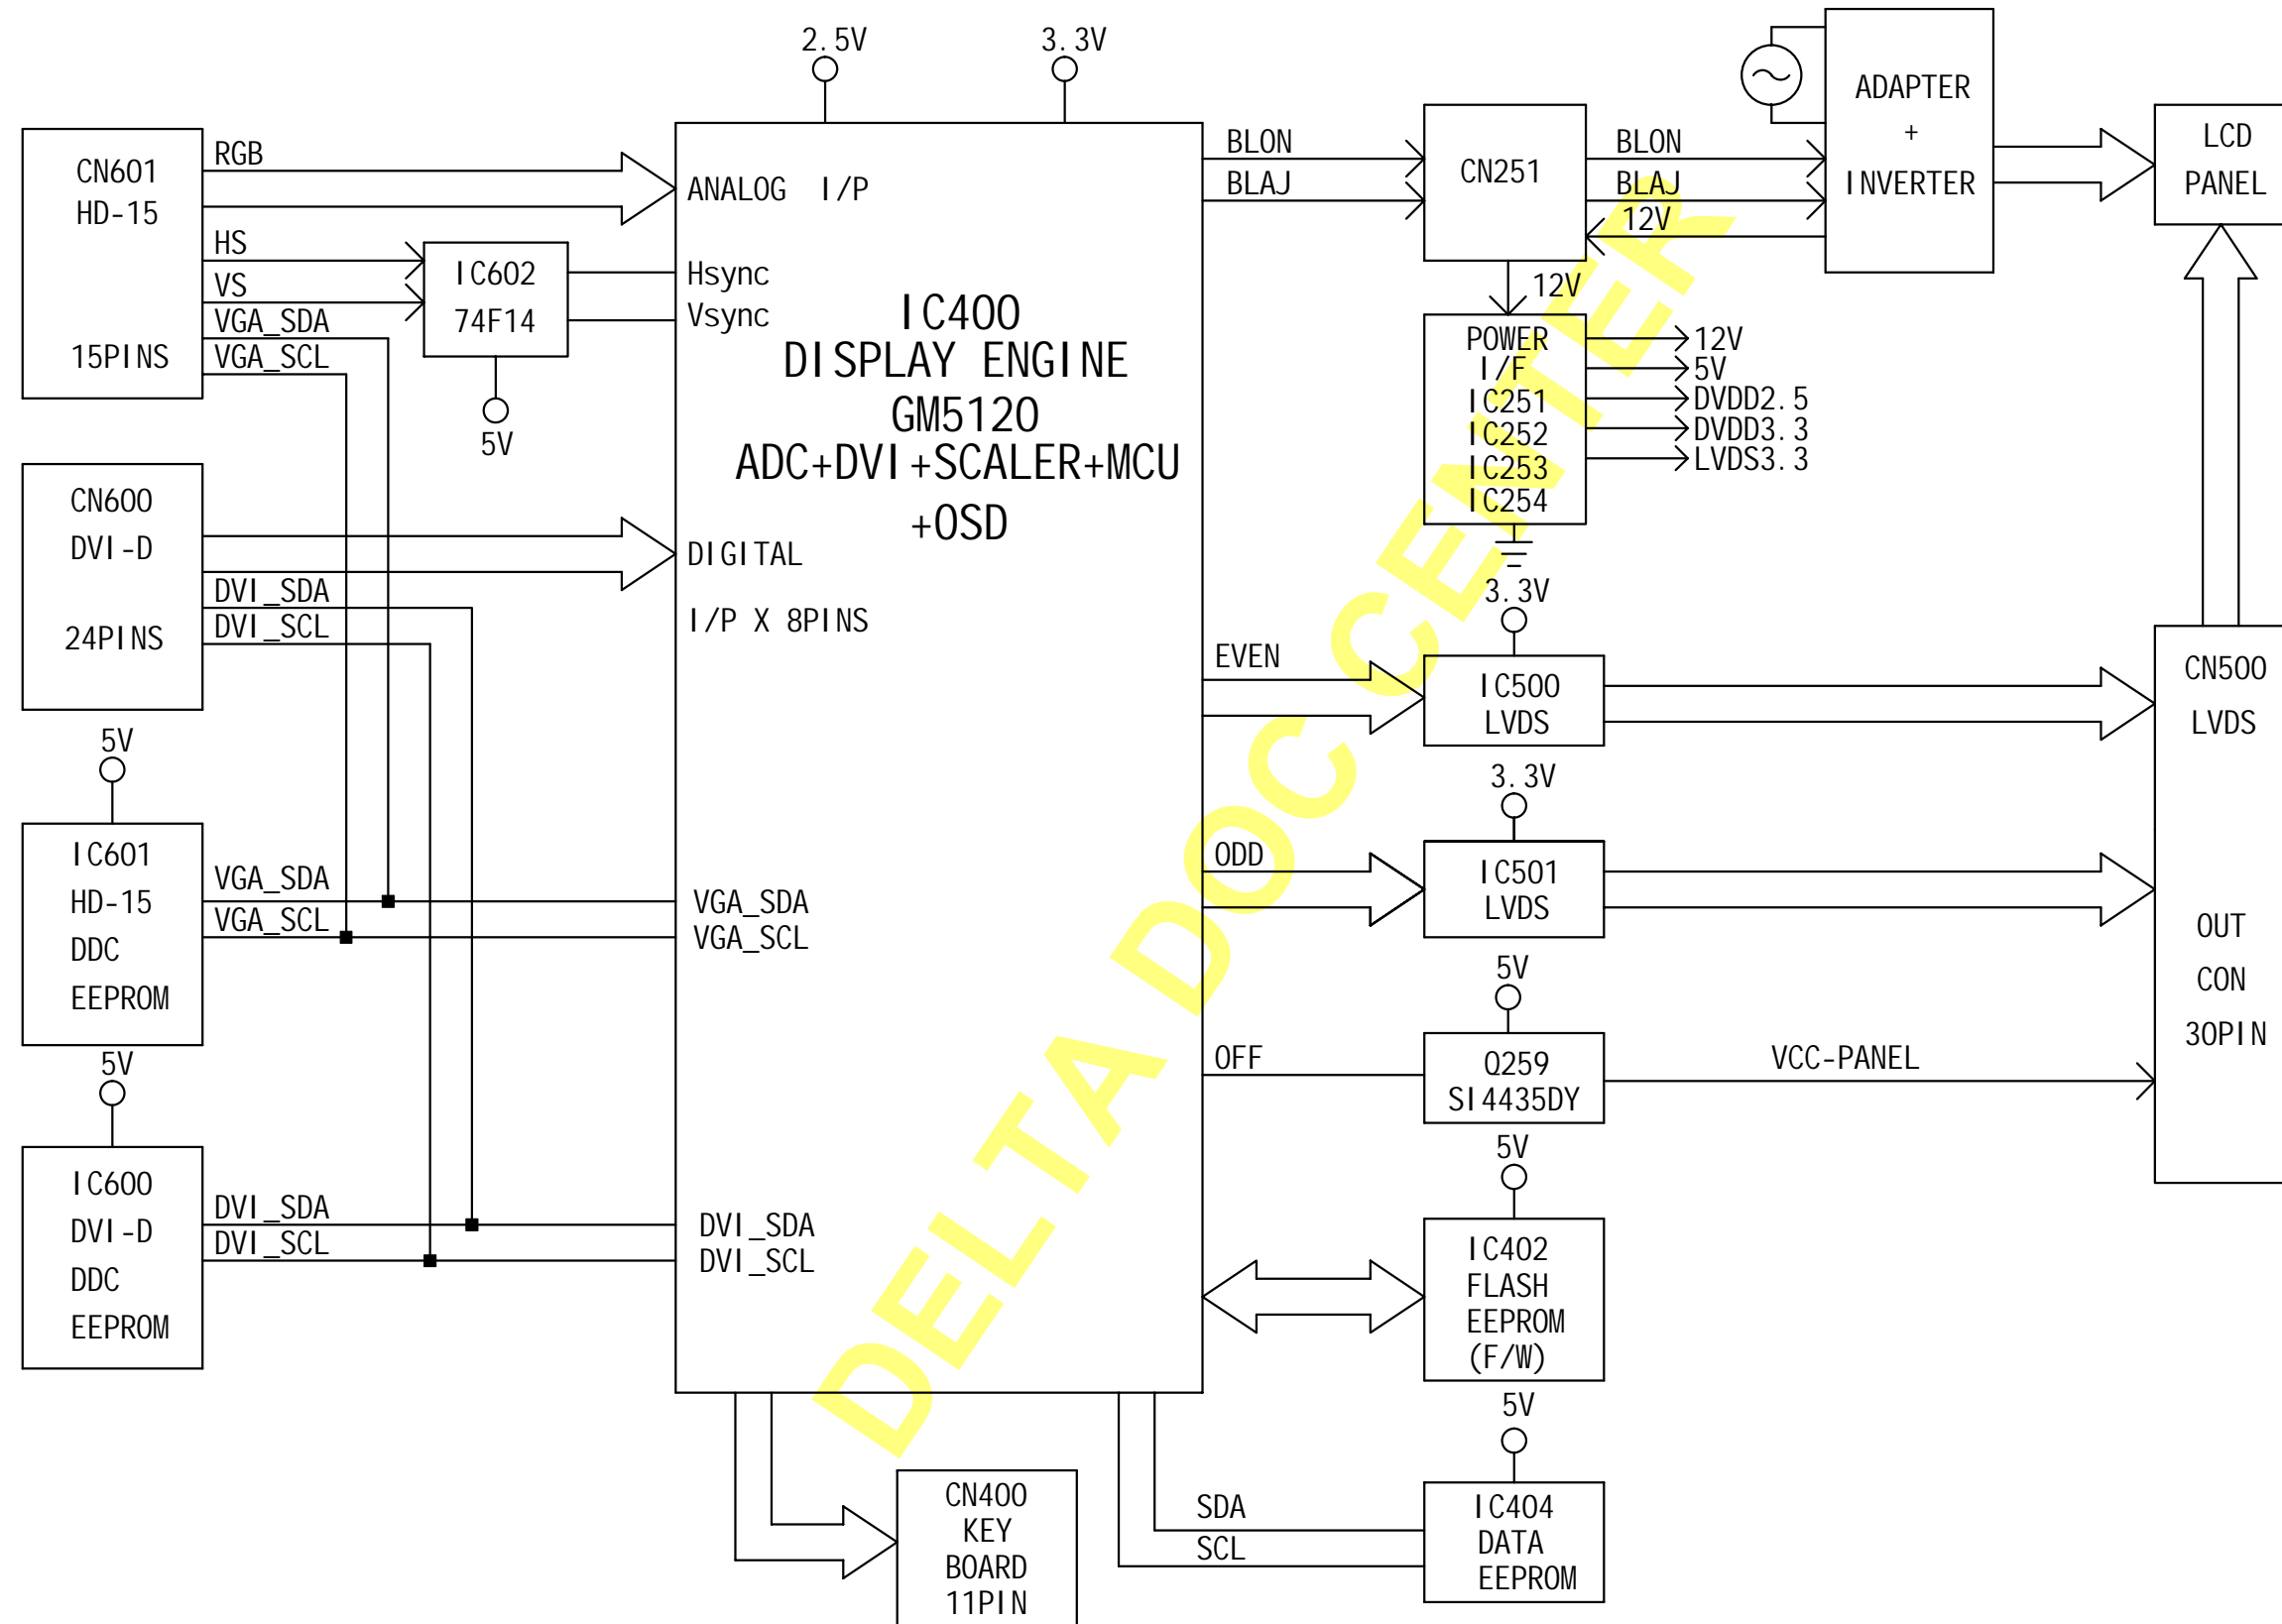 2.5V
3.3V
CN601
HD-15
15PINS
RGB
HS
VS
VGA_SDA
VGA_SCL
IC602
74F14
5V
ANALOG I/P
Hsync
Vsync
IC400
DISPLAY ENGINE
GM5120
ADC+DVI+SCALER+MCU
+OSD
CN600
DVI-D
24PINS
DVI_SDA
DVI_SCL
DIGITAL
I/P X 8PINS
5V
IC601
HD-15
DDC
EEPROM
VGA_SDA
VGA_SCL
VGA_SDA
VGA_SCL
5V
IC600
DVI-D
DDC
EEPROM
DVI_SDA
DVI_SCL
DVI_SDA
DVI_SCL
BLON
BLAJ
CN251
BLON
BLAJ
12V
ADAPTER
+
INVERTER
LCD
PANEL
12V
POWER
I/F
IC251
IC252
IC253
IC254
12V
5V
DVDD2.5
DVDD3.3
LVDS3.3
3.3V
EVEN
IC500
LVDS
3.3V
ODD
IC501
LVDS
CN500
LVDS
OUT
CON
30PIN
5V
OFF
Q259
SI4435DY
VCC-PANEL
5V
IC402
FLASH
EEPROM
(F/W)
5V
SDA
SCL
IC404
DATA
EEPROM
CN400
KEY
BOARD
11PIN
DELTA DOC CENTER